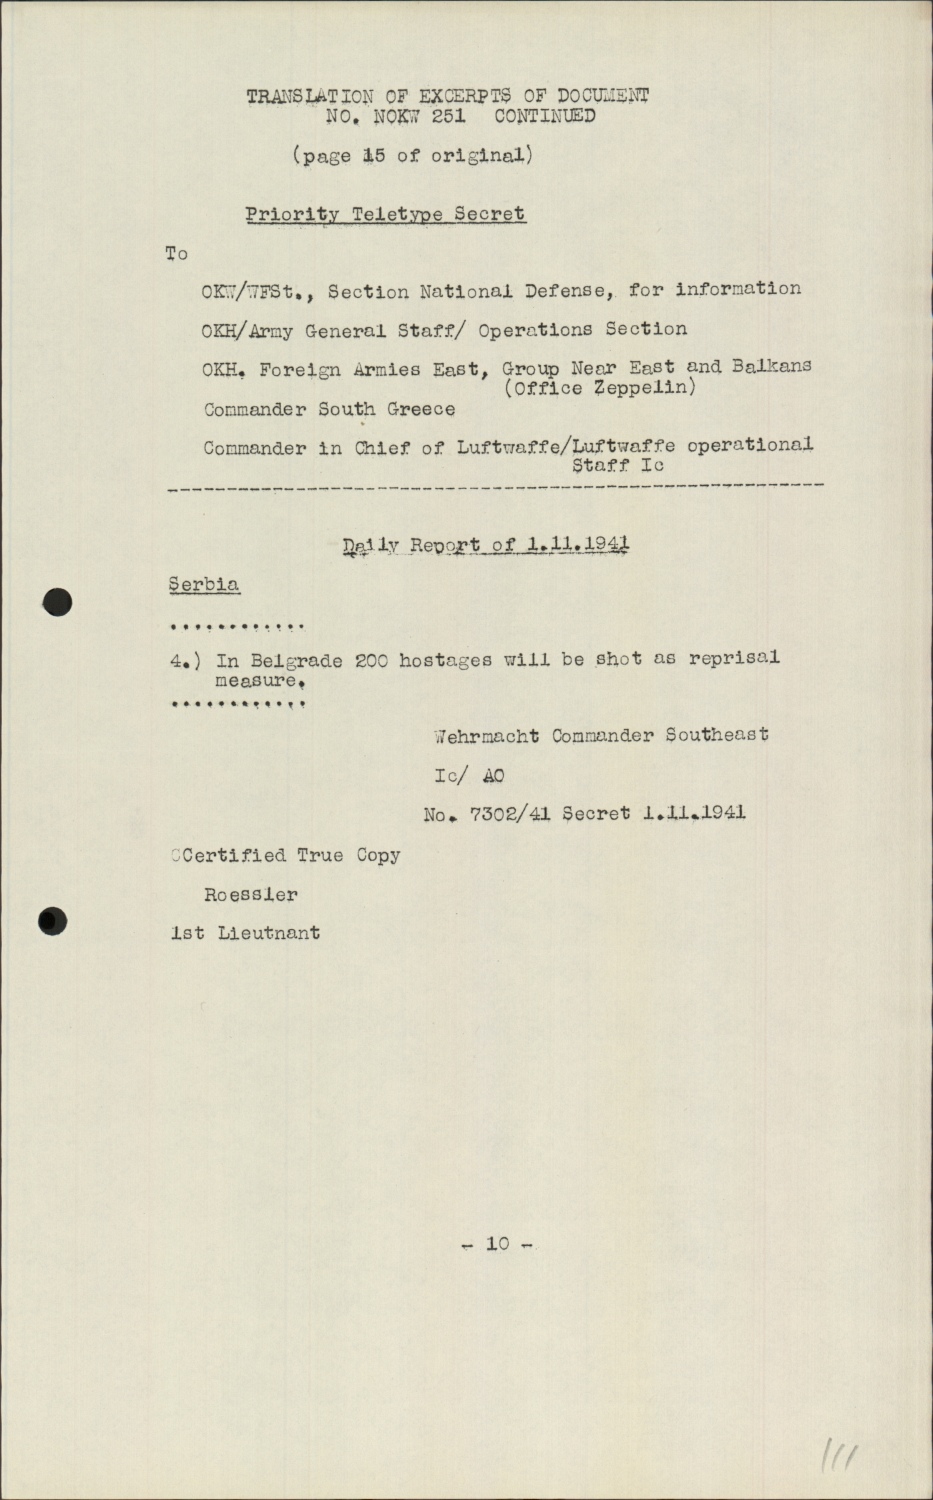 TRANSLATION OF EXCERPTS OF DOCUMENT
NO. NOKW 251 CONTINUED
(page 15 of original)
Priority Teletype Secret
To
OKW/WFSt., Section National Defense, for information
OKH/Army General Staff/ Operations Section
OKH. Foreign Armies East, Group Near East and Balkans
(Office Zeppelin)
Commander South Greece
Commander in Chief of Luftwaffe/Luftwaffe operational
Staff Ic
Daily Report of 1.11.1941
Serbia
............
4.) In Belgrade 200 hostages will be shot as reprisal
measure.
............
Wehrmacht Commander Southeast
Ic/ AO
No. 7302/41 Secret 1.11.1941
CCertified True Copy
Roessler
1st Lieutnant
- 10 -
111